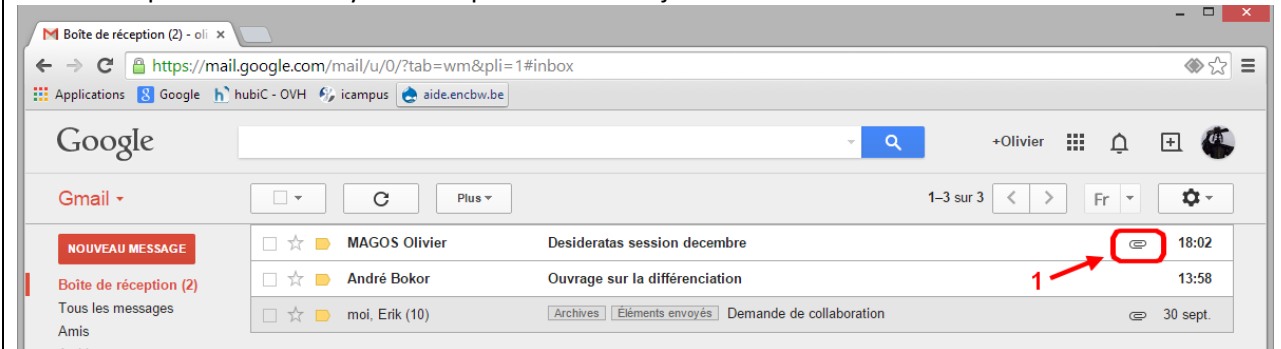 Boîte de réception (2) - oli
https://mail.google.com/mail/u/0/?tab=wm&pli=1#inbox
Applications Google hubiC - OVH icampus aide.encbw.be
Google +Olivier
Gmail Plus 1–3 sur 3 Fr
NOUVEAU MESSAGE MAGOS Olivier Desideratas session decembre 18:02
Boîte de réception (2) André Bokor Ouvrage sur la différenciation 1 13:58
Tous les messages moi, Erik (10) Archives Éléments envoyés Demande de collaboration 30 sept.
Amis